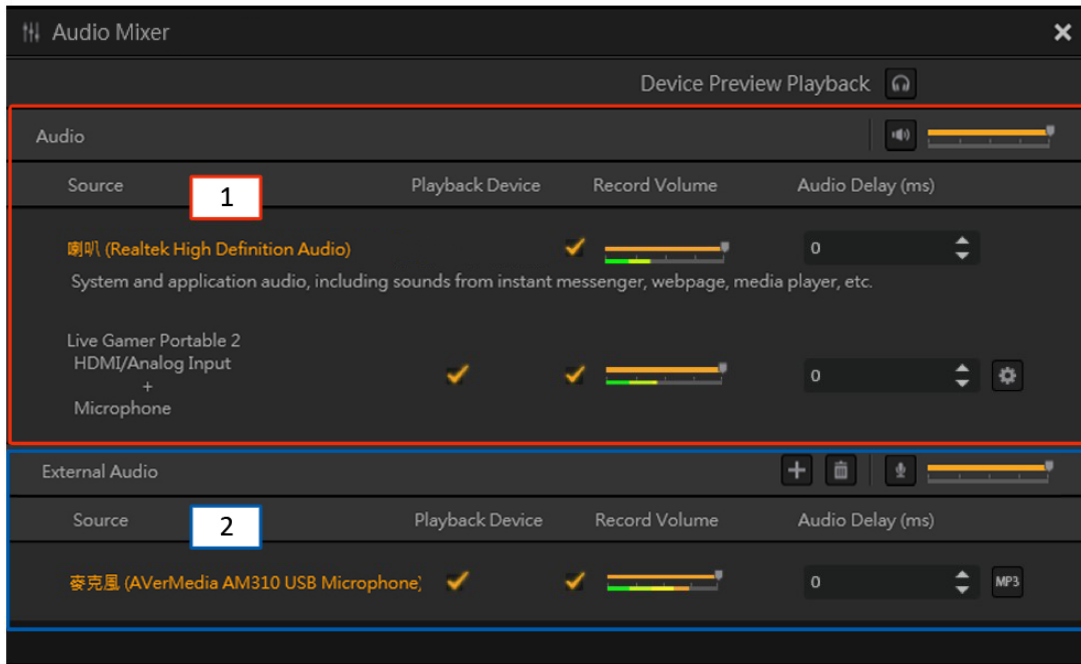 Audio Mixer
Device Preview Playback
Audio
Source Playback Device Record Volume Audio Delay (ms)
1
喇叭 (Realtek High Definition Audio) 0
System and application audio, including sounds from instant messenger, webpage, media player, etc.
Live Gamer Portable 2
HDMI/Analog Input
+
Microphone
0
External Audio
Source Playback Device Record Volume Audio Delay (ms)
2
麥克風 (AVerMedia AM310 USB Microphone) 0 MP3